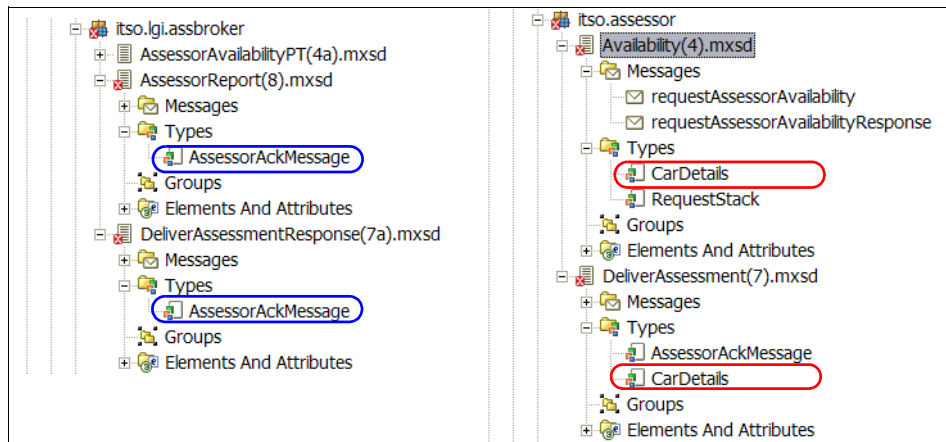 itso.lgi.assbroker
AssessorAvailabilityPT(4a).mxsd
AssessorReport(8).mxsd
Messages
Types
AssessorAckMessage
Groups
Elements And Attributes
DeliverAssessmentResponse(7a).mxsd
Messages
Types
AssessorAckMessage
Groups
Elements And Attributes
itso.assessor
Availability(4).mxsd
Messages
requestAssessorAvailability
requestAssessorAvailabilityResponse
Types
CarDetails
RequestStack
Groups
Elements And Attributes
DeliverAssessment(7).mxsd
Messages
Types
AssessorAckMessage
CarDetails
Groups
Elements And Attributes